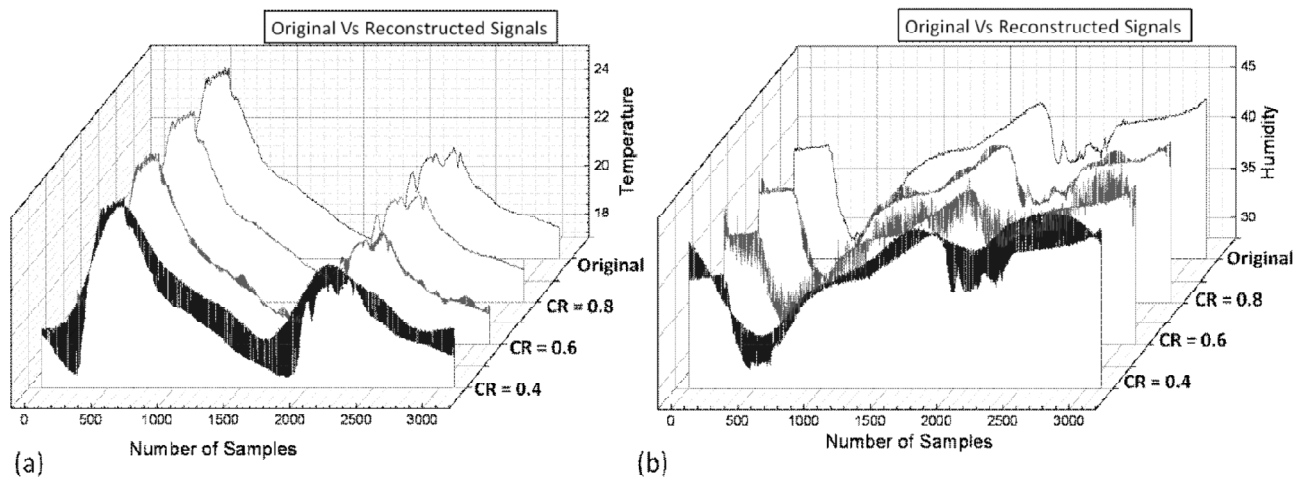 Original Vs Reconstructed Signals
24
22
20
18
Temperature
Original
CR = 0.8
CR = 0.6
CR = 0.4
0 500 1000 1500 2000 2500 3000
Number of Samples
(a)
Original Vs Reconstructed Signals
45
40
35
30
Humidity
Original
CR = 0.8
CR = 0.6
CR = 0.4
0 500 1000 1500 2000 2500 3000
Number of Samples
(b)